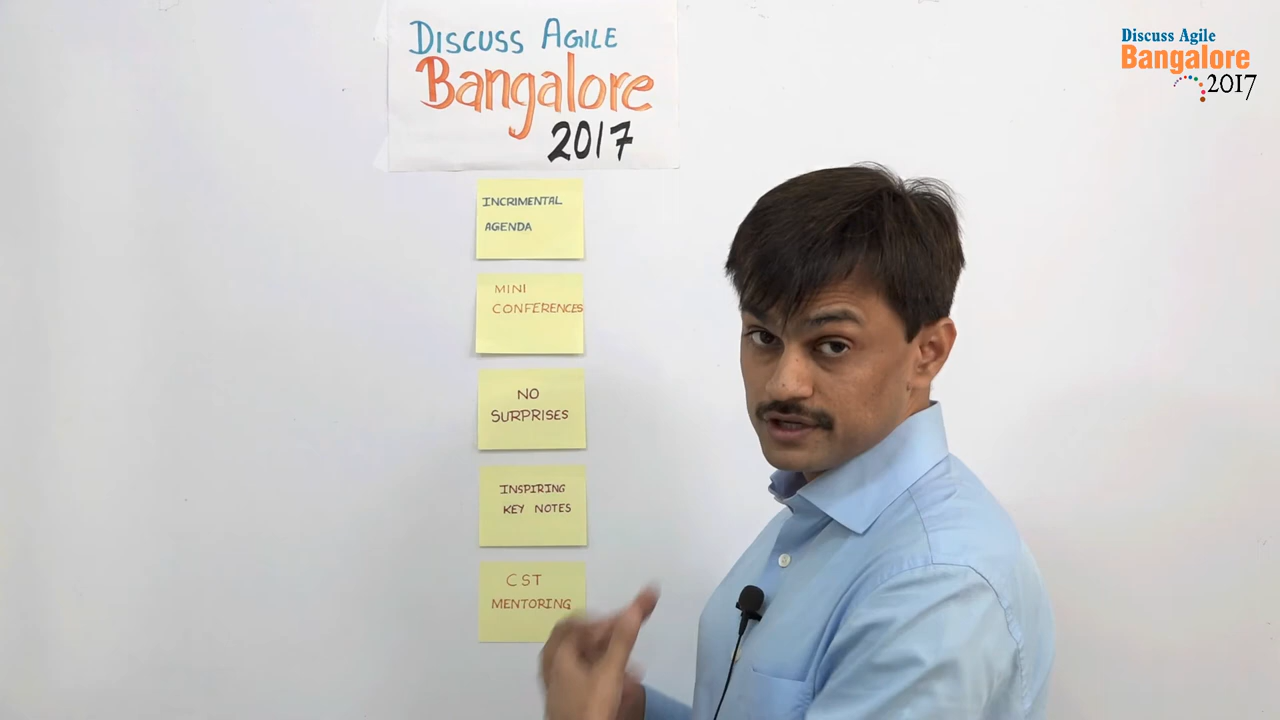 DISCUSS AGILE
Bangalore
2017
INCRIMENTAL
AGENDA
MINI
CONFERENCES
NO
SURPRISES
INSPIRING
KEY NOTES
CST
MENTORING
Discuss Agile
Bangalore
2017